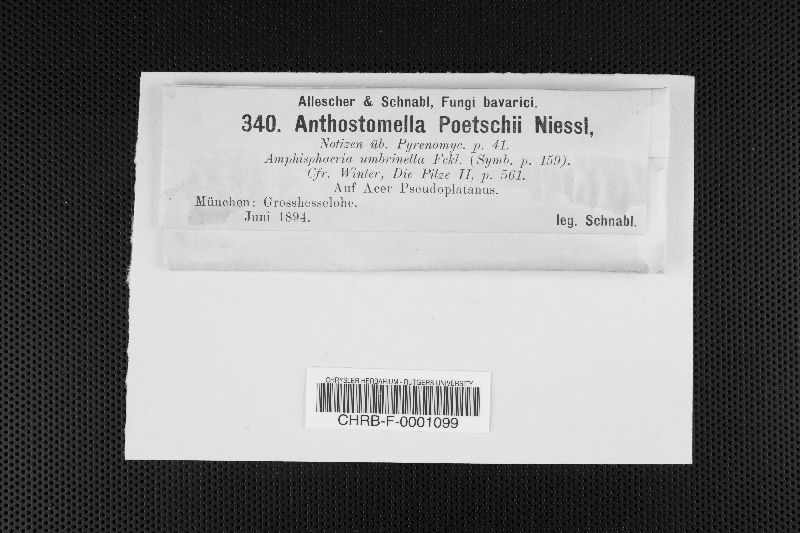 Allescher & Schnabl, Fungi bavarici.
340. Anthostomella Poetschii Niessl,
Notizen üb. Pyrenomyc. p. 41.
Amphisphaeria umbrinella Fckl. (Symb. p. 159).
Cfr. Winter, Die Pilze II, p. 561.
Auf Acer Pseudoplatanus.
München: Grosshesselohe.
Juni 1894.
leg. Schnabl.
CHRYSLER HERBARIUM - RUTGERS UNIVERSITY
CHRB-F-0001099